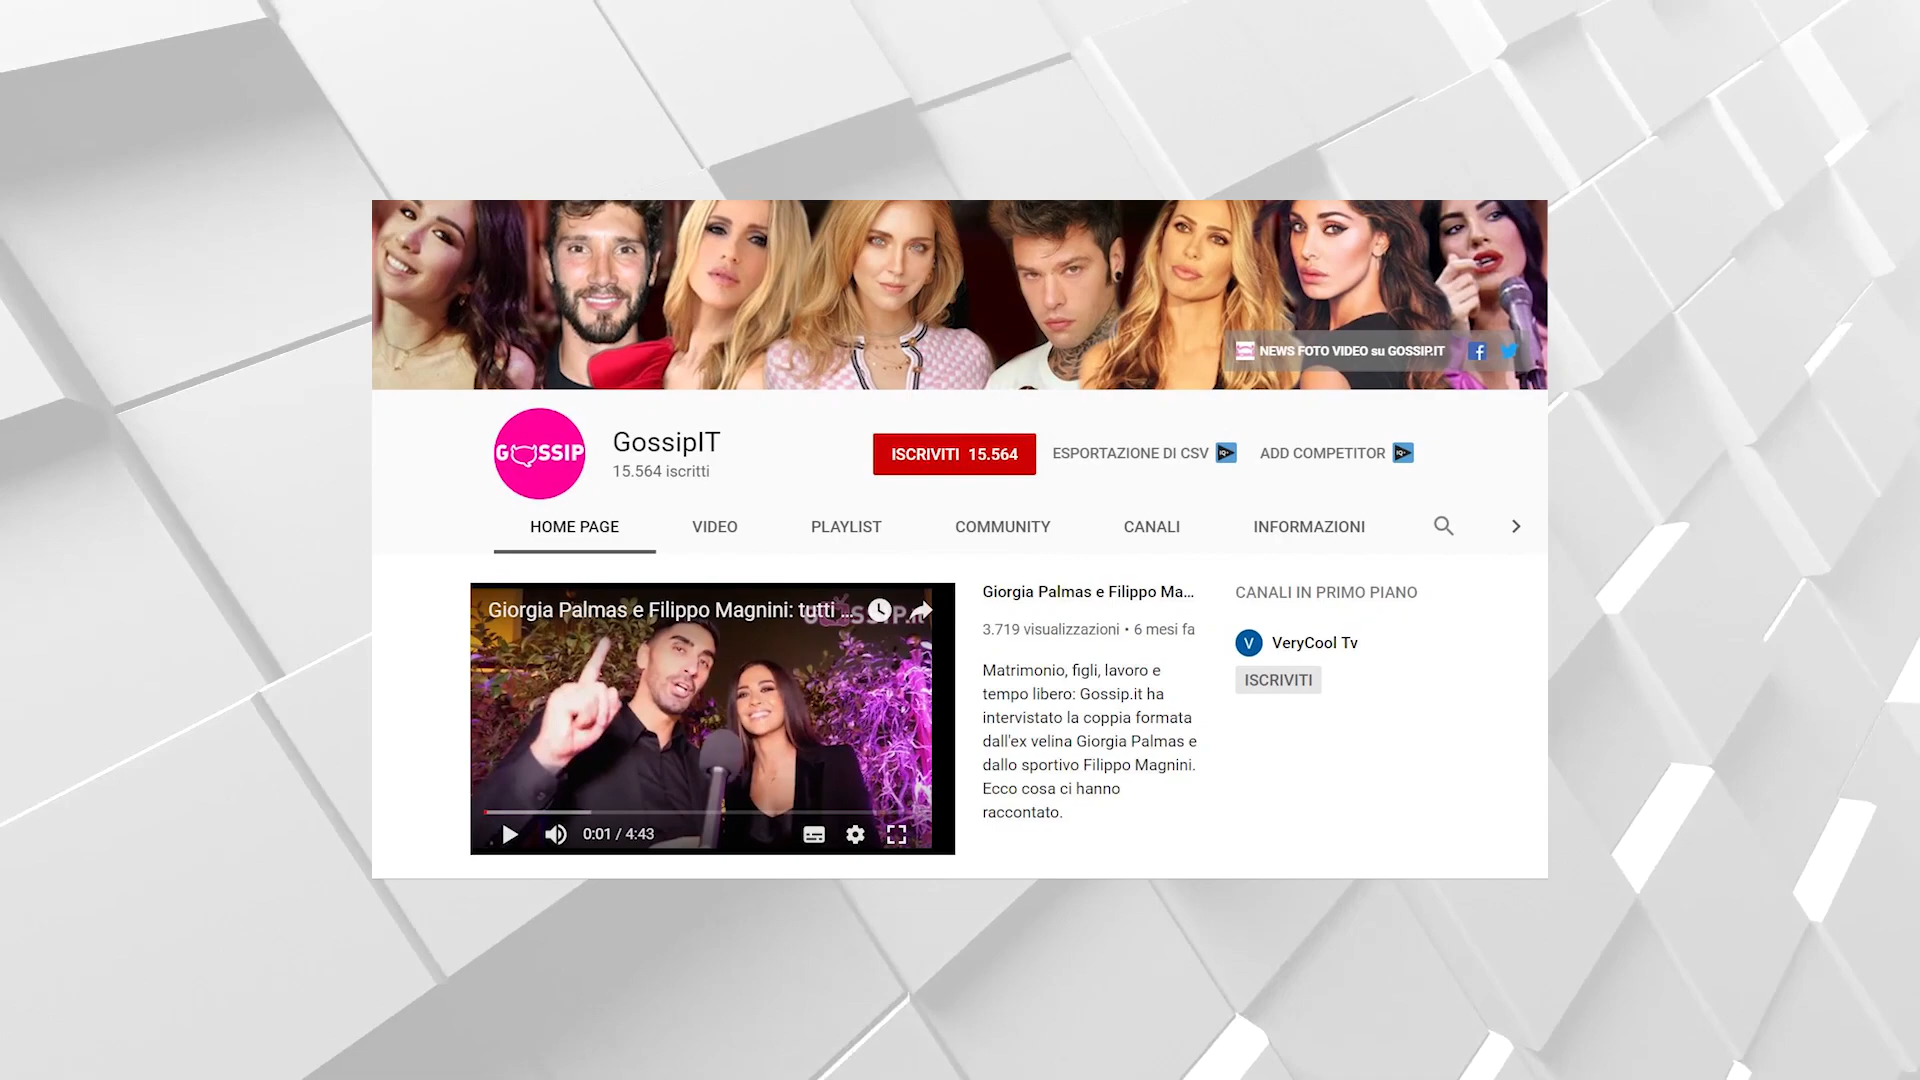 NEWS FOTO VIDEO su GOSSIP.IT
GOSSIP
GossipIT
15.564 iscritti
ISCRIVITI 15.564
ESPORTAZIONE DI CSV
IQ+
ADD COMPETITOR
IQ+
HOME PAGE
VIDEO
PLAYLIST
COMMUNITY
CANALI
INFORMAZIONI
Giorgia Palmas e Filippo Magnini: tutti ...
GOSSIP.it
0:01 / 4:43
Giorgia Palmas e Filippo Ma...
3.719 visualizzazioni • 6 mesi fa
Matrimonio, figli, lavoro e
tempo libero: Gossip.it ha
intervistato la coppia formata
dall'ex velina Giorgia Palmas e
dallo sportivo Filippo Magnini.
Ecco cosa ci hanno
raccontato.
CANALI IN PRIMO PIANO
V
VeryCool Tv
ISCRIVITI